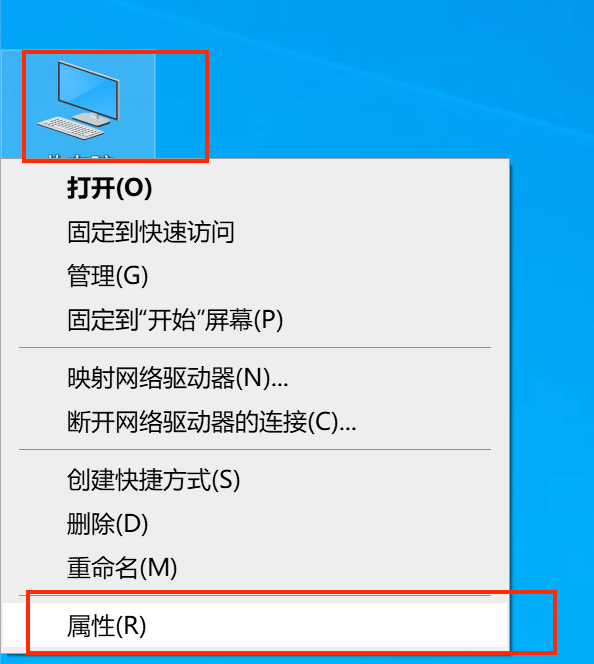 打开(O)
固定到快速访问
管理(G)
固定到“开始”屏幕(P)
映射网络驱动器(N)...
断开网络驱动器的连接(C)...
创建快捷方式(S)
删除(D)
重命名(M)
属性(R)